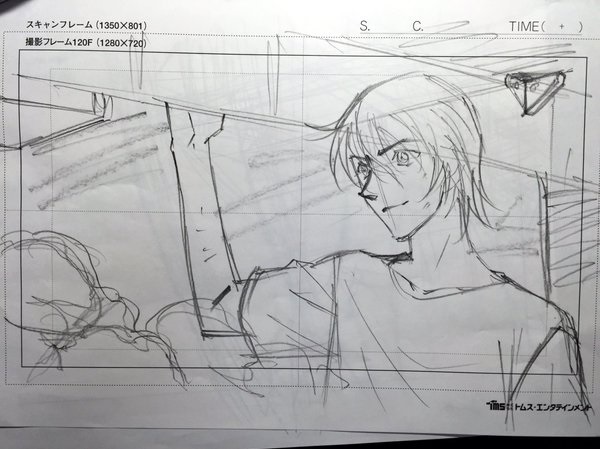 スキャンフレーム (1350×801)
S. C. TIME( + )
撮影フレーム120F (1280×720)
tms トムス・エンタテインメント